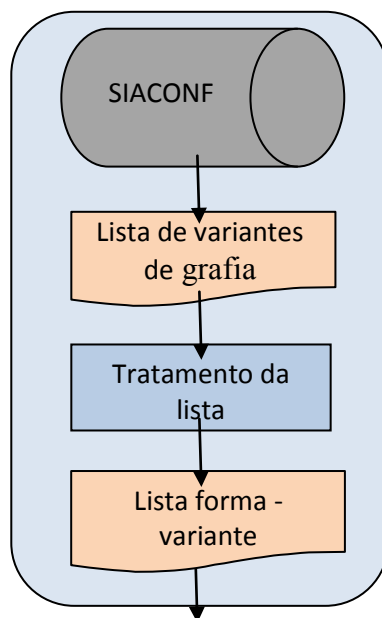 SIACONF
Lista de variantes
de grafia
Tratamento da
lista
Lista forma -
variante